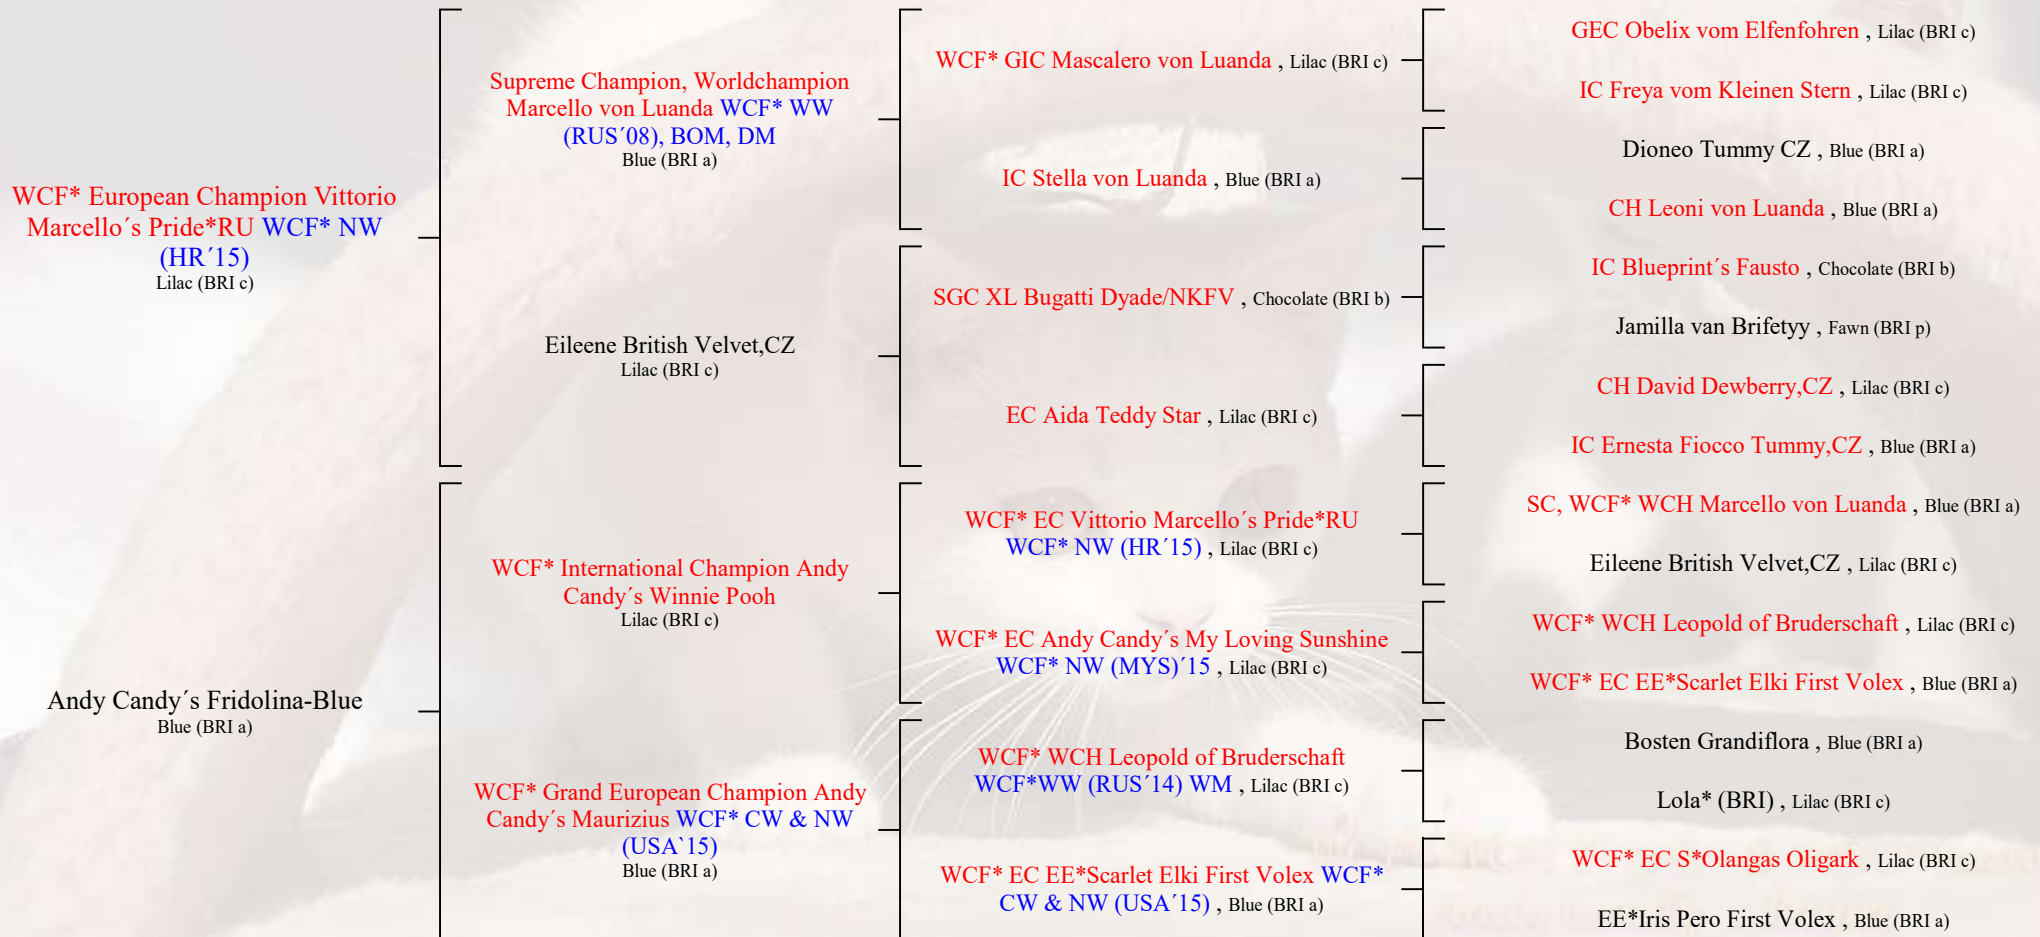 WCF* European Champion Vittorio
Marcello´s Pride*RU WCF* NW
(HR´15)
Lilac (BRI c)
Andy Candy´s Fridolina-Blue
Blue (BRI a)
Supreme Champion, Worldchampion
Marcello von Luanda WCF* WW
(RUS´08), BOM, DM
Blue (BRI a)
Eileene British Velvet,CZ
Lilac (BRI c)
WCF* International Champion Andy
Candy´s Winnie Pooh
Lilac (BRI c)
WCF* Grand European Champion Andy
Candy´s Maurizius WCF* CW & NW
(USA`15)
Blue (BRI a)
WCF* GIC Mascalero von Luanda , Lilac (BRI c)
IC Stella von Luanda , Blue (BRI a)
SGC XL Bugatti Dyade/NKFV , Chocolate (BRI b)
EC Aida Teddy Star , Lilac (BRI c)
WCF* EC Vittorio Marcello´s Pride*RU
WCF* NW (HR´15) , Lilac (BRI c)
WCF* EC Andy Candy´s My Loving Sunshine
WCF* NW (MYS)´15 , Lilac (BRI c)
WCF* WCH Leopold of Bruderschaft
WCF*WW (RUS´14) WM , Lilac (BRI c)
WCF* EC EE*Scarlet Elki First Volex WCF*
CW & NW (USA´15) , Blue (BRI a)
GEC Obelix vom Elfenfohren , Lilac (BRI c)
IC Freya vom Kleinen Stern , Lilac (BRI c)
Dioneo Tummy CZ , Blue (BRI a)
CH Leoni von Luanda , Blue (BRI a)
IC Blueprint´s Fausto , Chocolate (BRI b)
Jamilla van Brifetyy , Fawn (BRI p)
CH David Dewberry,CZ , Lilac (BRI c)
IC Ernesta Fiocco Tummy,CZ , Blue (BRI a)
SC, WCF* WCH Marcello von Luanda , Blue (BRI a)
Eileene British Velvet,CZ , Lilac (BRI c)
WCF* WCH Leopold of Bruderschaft , Lilac (BRI c)
WCF* EC EE*Scarlet Elki First Volex , Blue (BRI a)
Bosten Grandiflora , Blue (BRI a)
Lola* (BRI) , Lilac (BRI c)
WCF* EC S*Olangas Oligark , Lilac (BRI c)
EE*Iris Pero First Volex , Blue (BRI a)